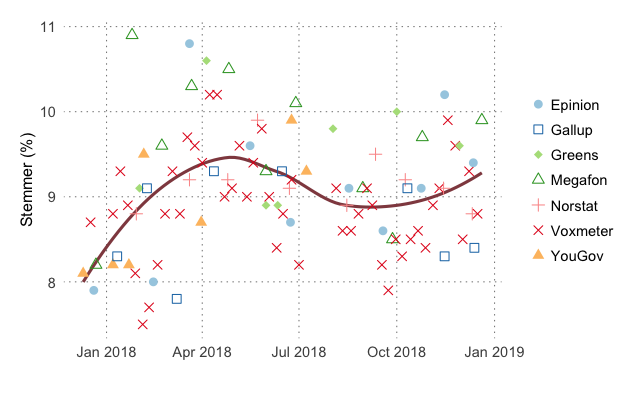 11
10
9
8
Stemmer (%)
Jan 2018
Apr 2018
Jul 2018
Oct 2018
Jan 2019
Epinion
Gallup
Greens
Megafon
Norstat
Voxmeter
YouGov